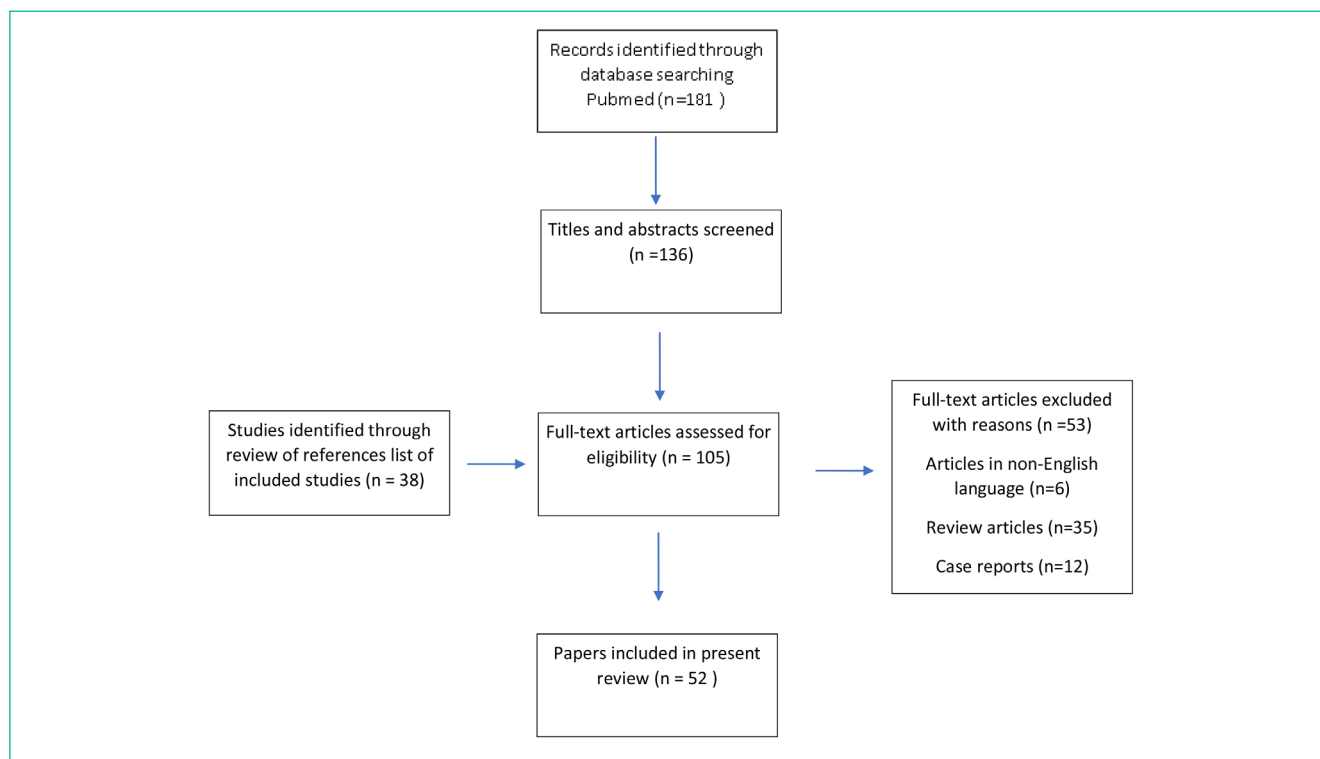 Records identified through
database searching
Pubmed (n=181 )
Titles and abstracts screened
(n =136)
Studies identified through
review of references list of
included studies (n = 38)
Full-text articles assessed for
eligibility (n = 105)
Full-text articles excluded
with reasons (n =53)
Articles in non-English
language (n=6)
Review articles (n=35)
Case reports (n=12)
Papers included in present
review (n = 52 )